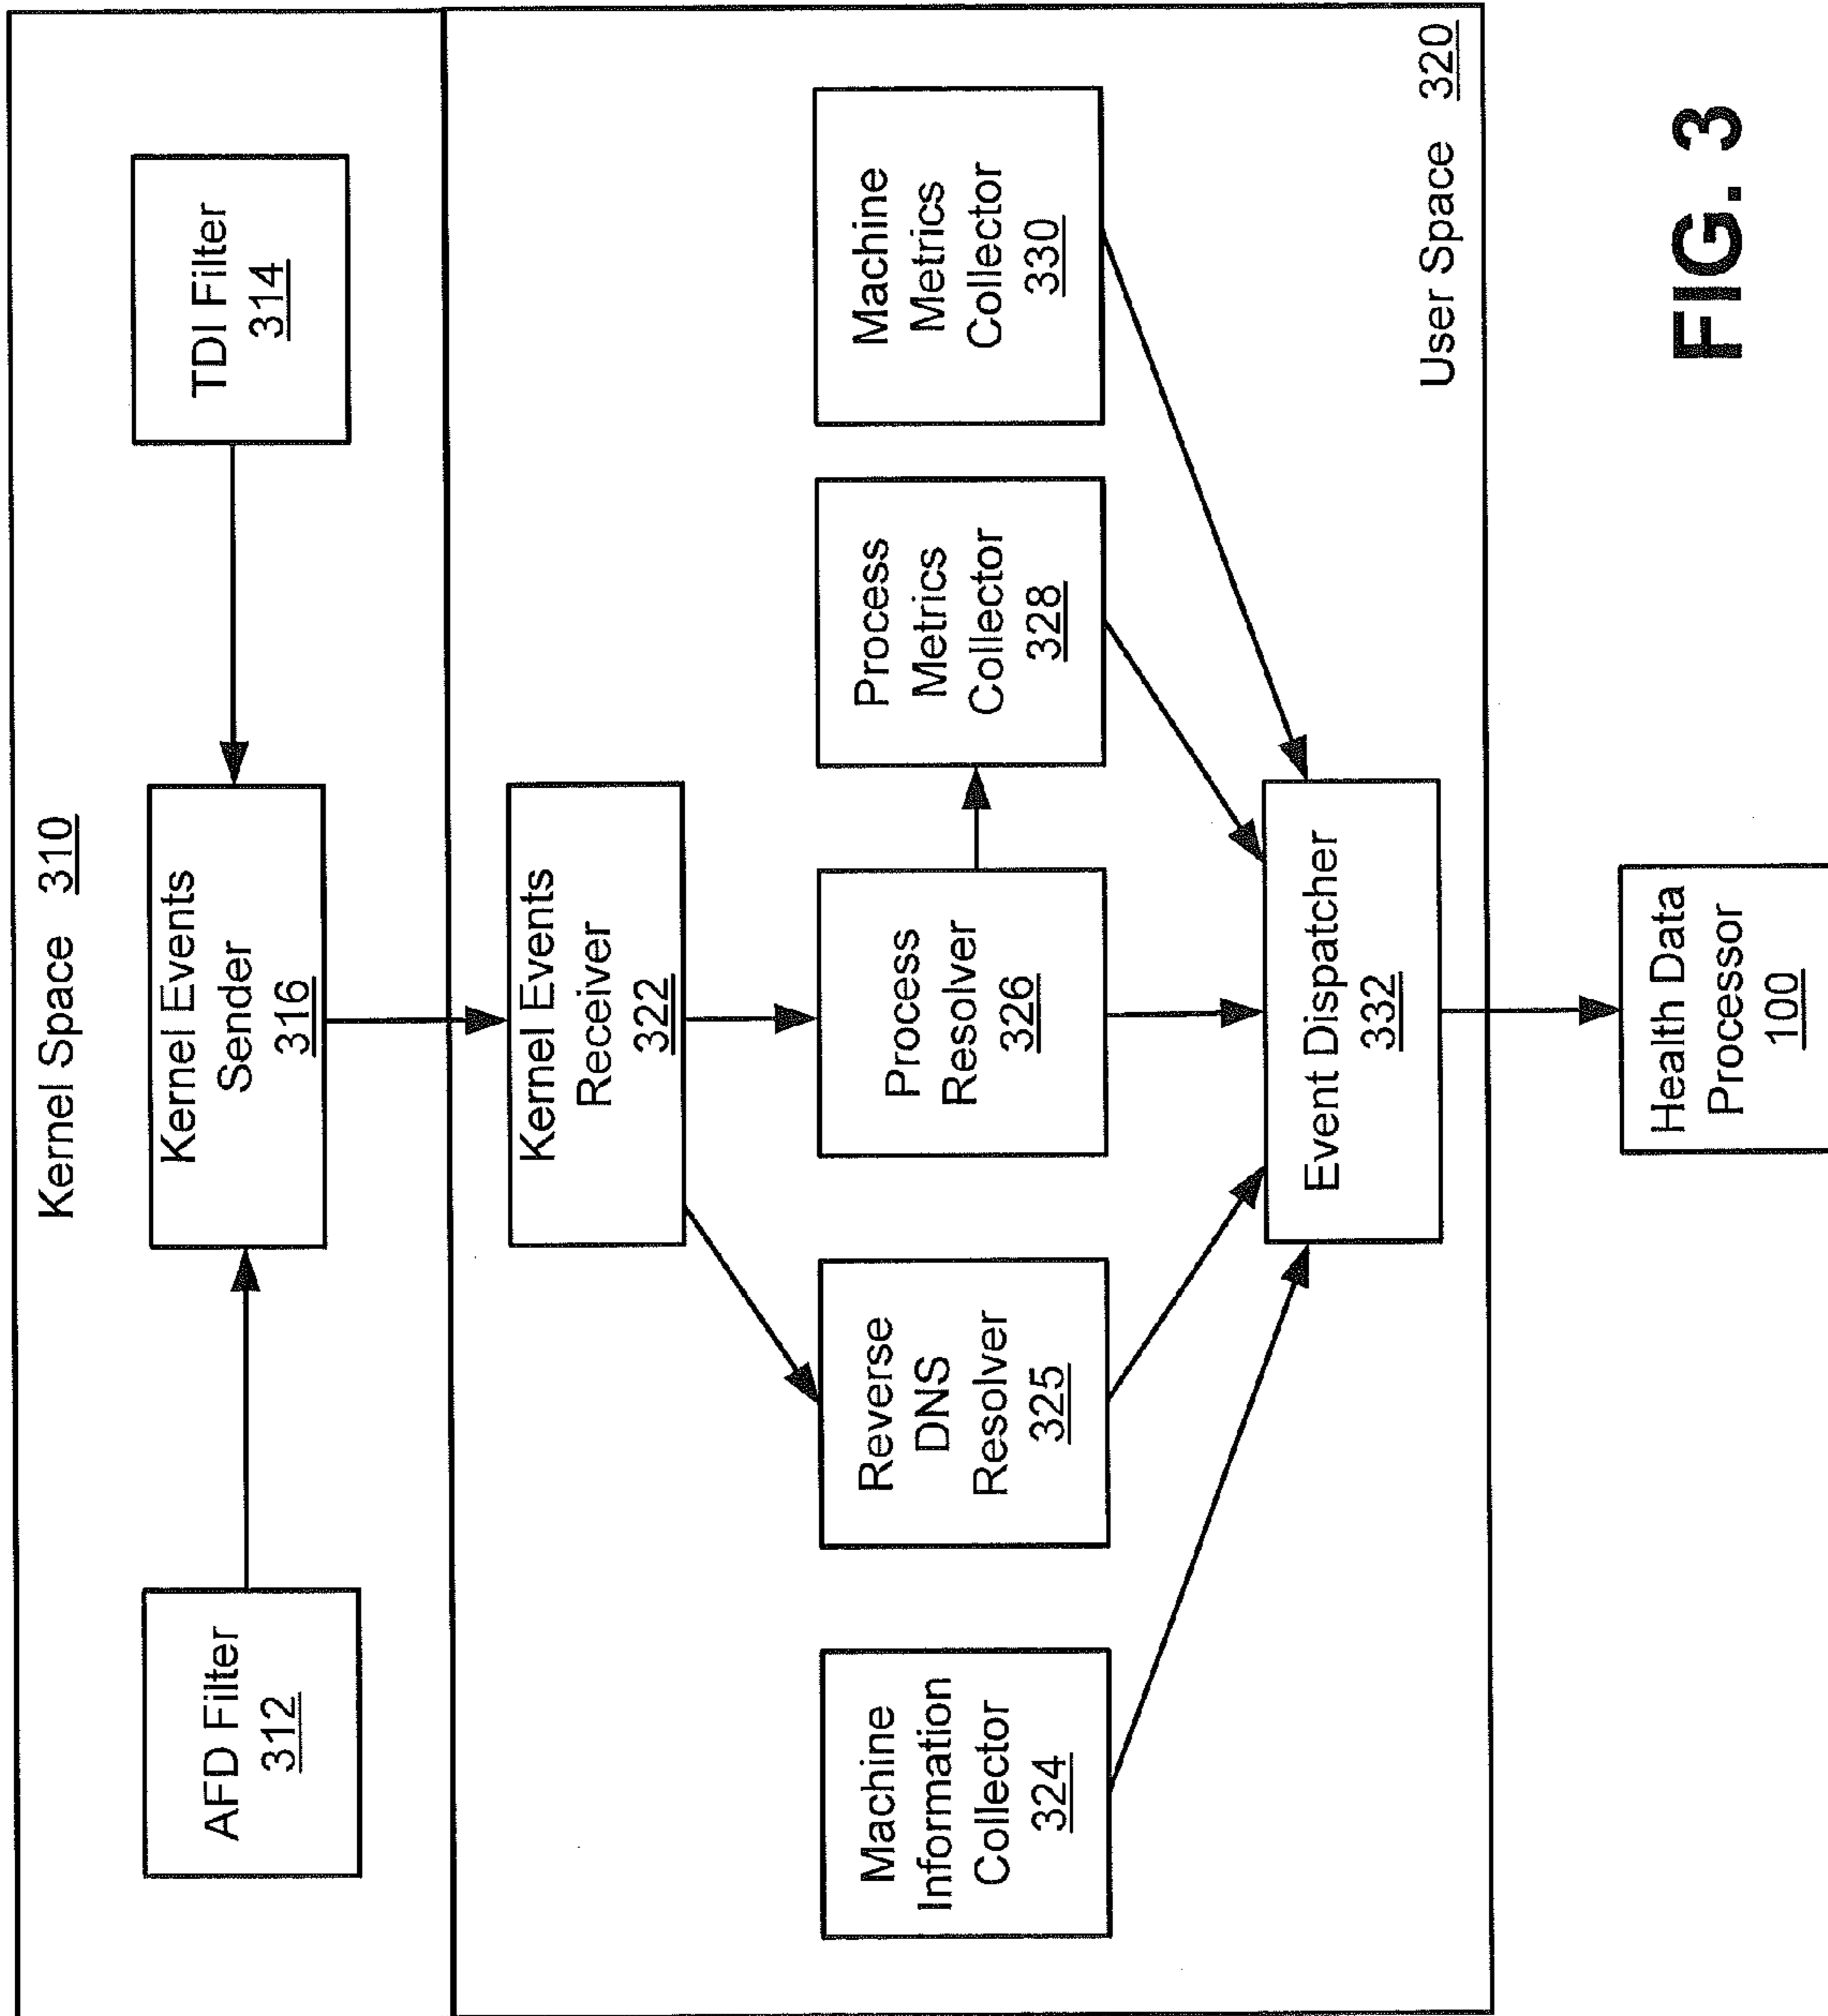 Kernel Space 310
AFD Filter
312
Kernel Events
Sender
316
TDI Filter
314
Kernel Events
Receiver
322
Machine
Information
Collector
324
Reverse
DNS
Resolver
325
Process
Resolver
326
Process
Metrics
Collector
328
Machine
Metrics
Collector
330
Event Dispatcher
332
User Space 320
Health Data
Processor
100
FIG. 3